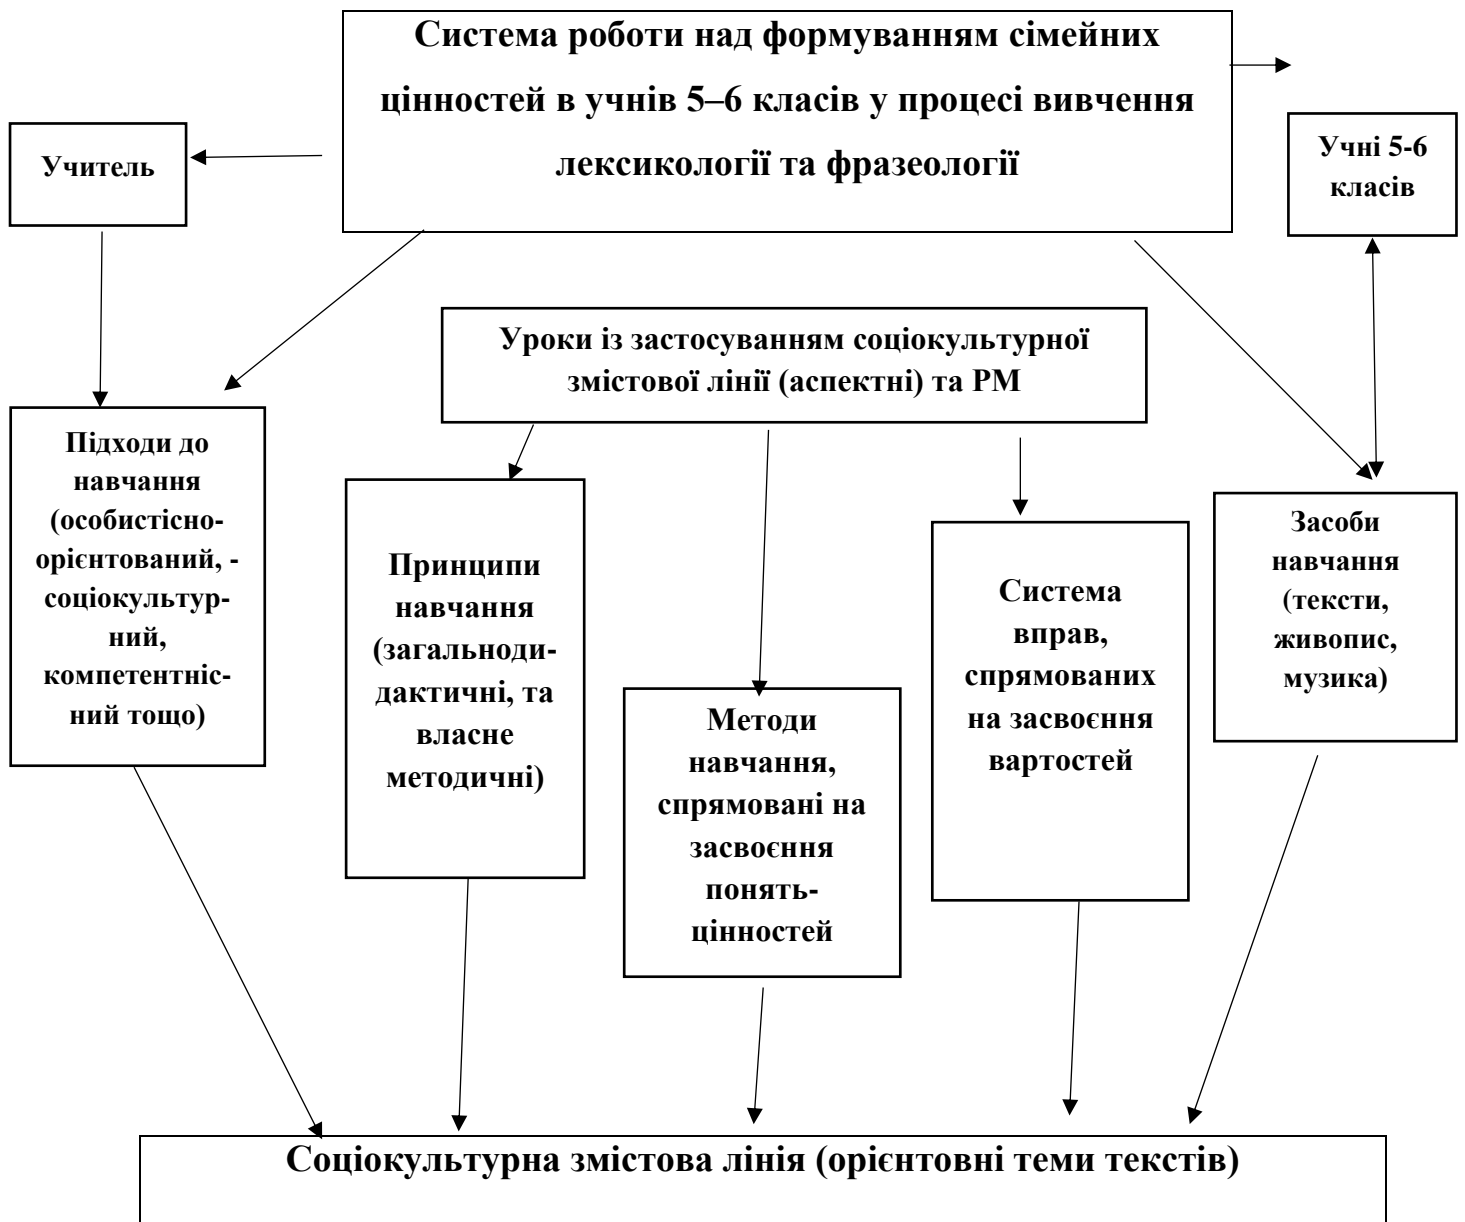 Система роботи над формуванням сімейних
цінностей в учнів 5–6 класів у процесі вивчення
лексикології та фразеології
Учитель
Учні 5-6
класів
Уроки із застосуванням соціокультурної
змістової лінії (аспектні) та РМ
Підходи до
навчання
(особистісно-
орієнтований, -
соціокультур-
ний,
компетентніс-
ний тощо)
Принципи
навчання
(загальноди-
дактичні, та
власне
методичні)
Методи
навчання,
спрямовані на
засвоєння
понять-
цінностей
Система
вправ,
спрямованих
на засвоєння
вартостей
Засоби
навчання
(тексти,
живопис,
музика)
Соціокультурна змістова лінія (орієнтовні теми текстів)